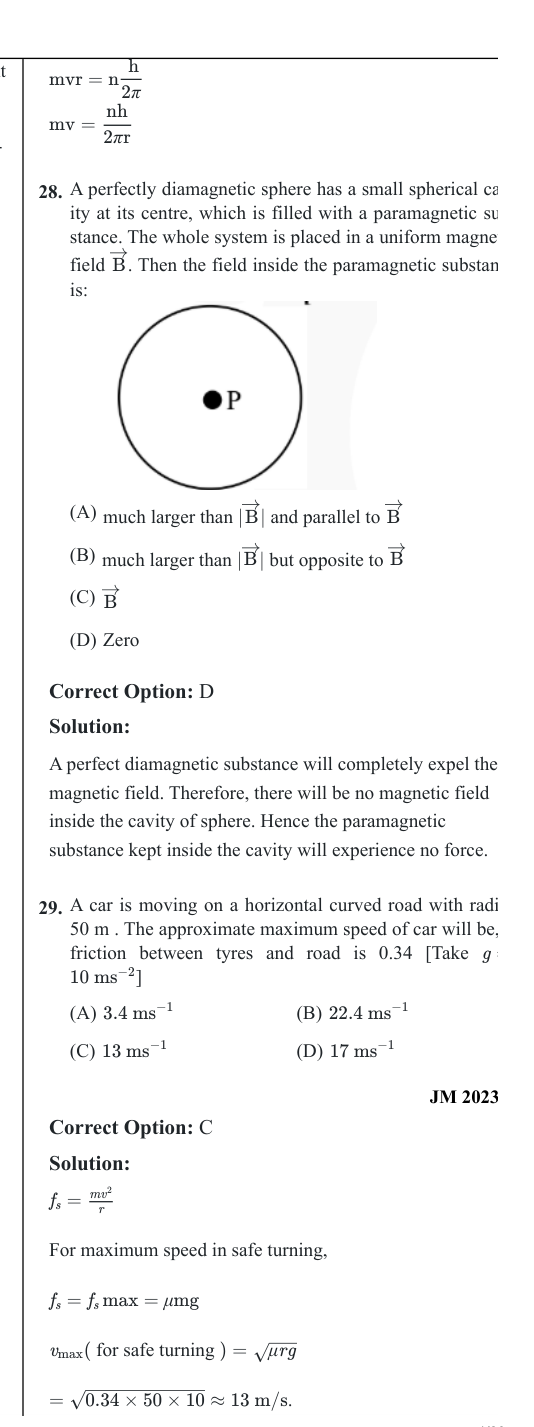 t
mvr = n h/2π
mv = nh/2πr
28. A perfectly diamagnetic sphere has a small spherical ca
ity at its centre, which is filled with a paramagnetic su
stance. The whole system is placed in a uniform magne
field B⃗. Then the field inside the paramagnetic substan
is:
P
(A) much larger than |B⃗| and parallel to B⃗
(B) much larger than |B⃗| but opposite to B⃗
(C) B⃗
(D) Zero
Correct Option: D
Solution:
A perfect diamagnetic substance will completely expel the
magnetic field. Therefore, there will be no magnetic field
inside the cavity of sphere. Hence the paramagnetic
substance kept inside the cavity will experience no force.
29. A car is moving on a horizontal curved road with radi
50 m . The approximate maximum speed of car will be,
friction between tyres and road is 0.34 [Take g
10 ms⁻²]
(A) 3.4 ms⁻¹ (B) 22.4 ms⁻¹
(C) 13 ms⁻¹ (D) 17 ms⁻¹
JM 2023
Correct Option: C
Solution:
fₛ = mv²/r
For maximum speed in safe turning,
fₛ = fₛ max = μmg
vmax( for safe turning ) = √(μrg)
= √(0.34 × 50 × 10) ≈ 13 m/s.